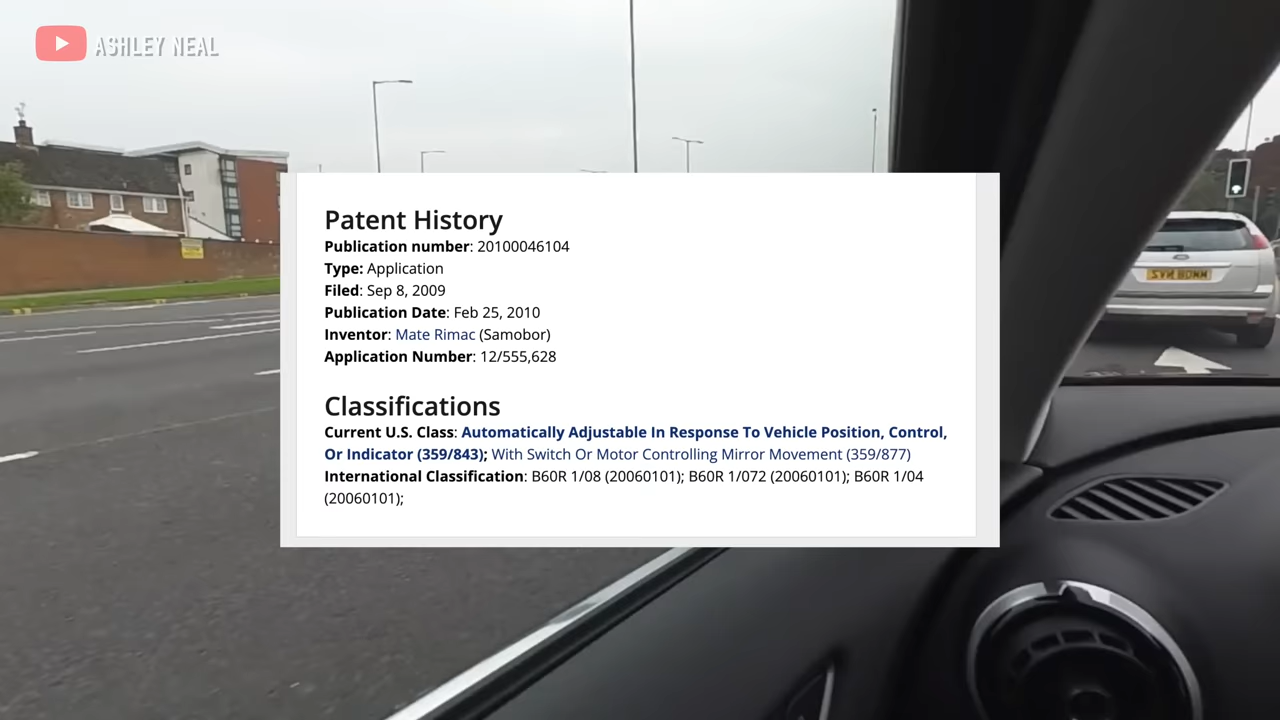 ASHLEY NEAL
Patent History
Publication number: 20100046104
Type: Application
Filed: Sep 8, 2009
Publication Date: Feb 25, 2010
Inventor: Mate Rimac (Samobor)
Application Number: 12/555,628
Classifications
Current U.S. Class: Automatically Adjustable In Response To Vehicle Position, Control,
Or Indicator (359/843); With Switch Or Motor Controlling Mirror Movement (359/877)
International Classification: B60R 1/08 (20060101); B60R 1/072 (20060101); B60R 1/04
(20060101);